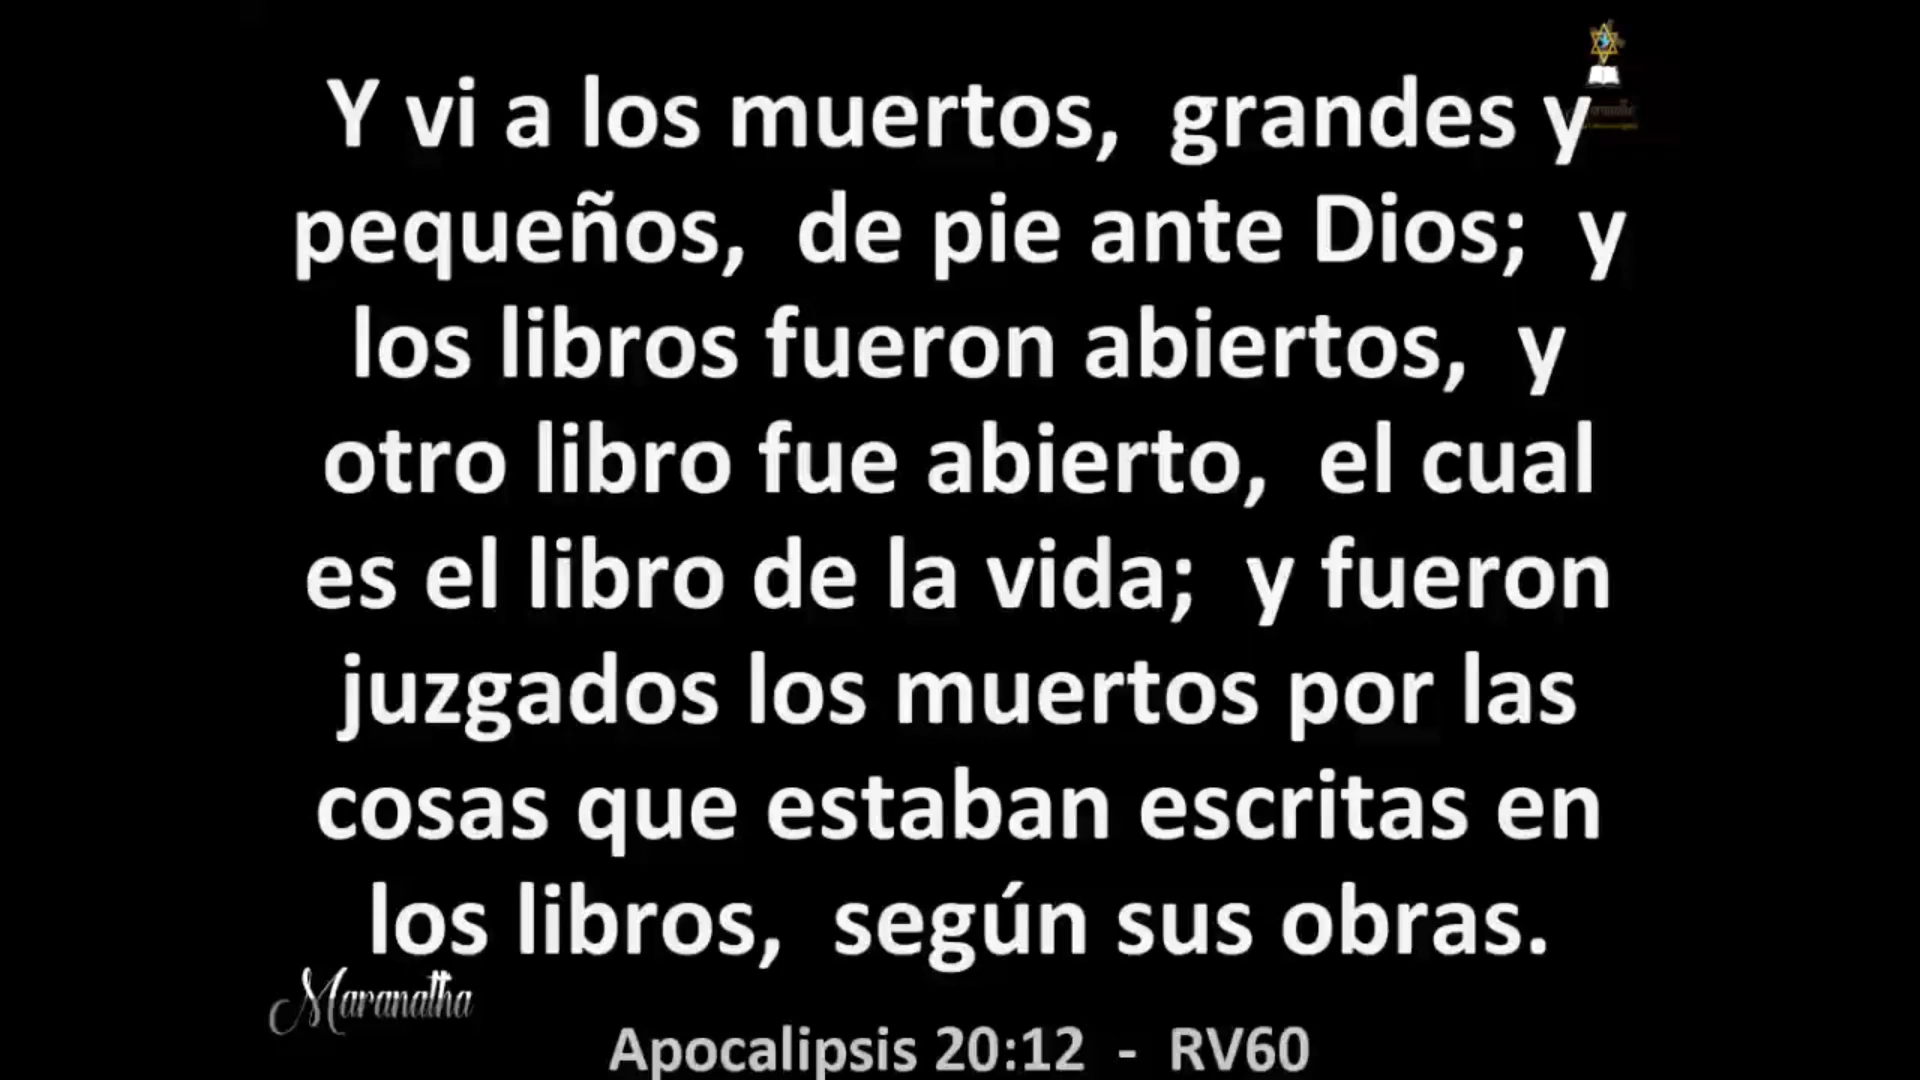 Y vi a los muertos, grandes y
pequeños, de pie ante Dios; y
los libros fueron abiertos, y
otro libro fue abierto, el cual
es el libro de la vida; y fueron
juzgados los muertos por las
cosas que estaban escritas en
los libros, según sus obras.
Maranatha
Apocalipsis 20:12 - RV60